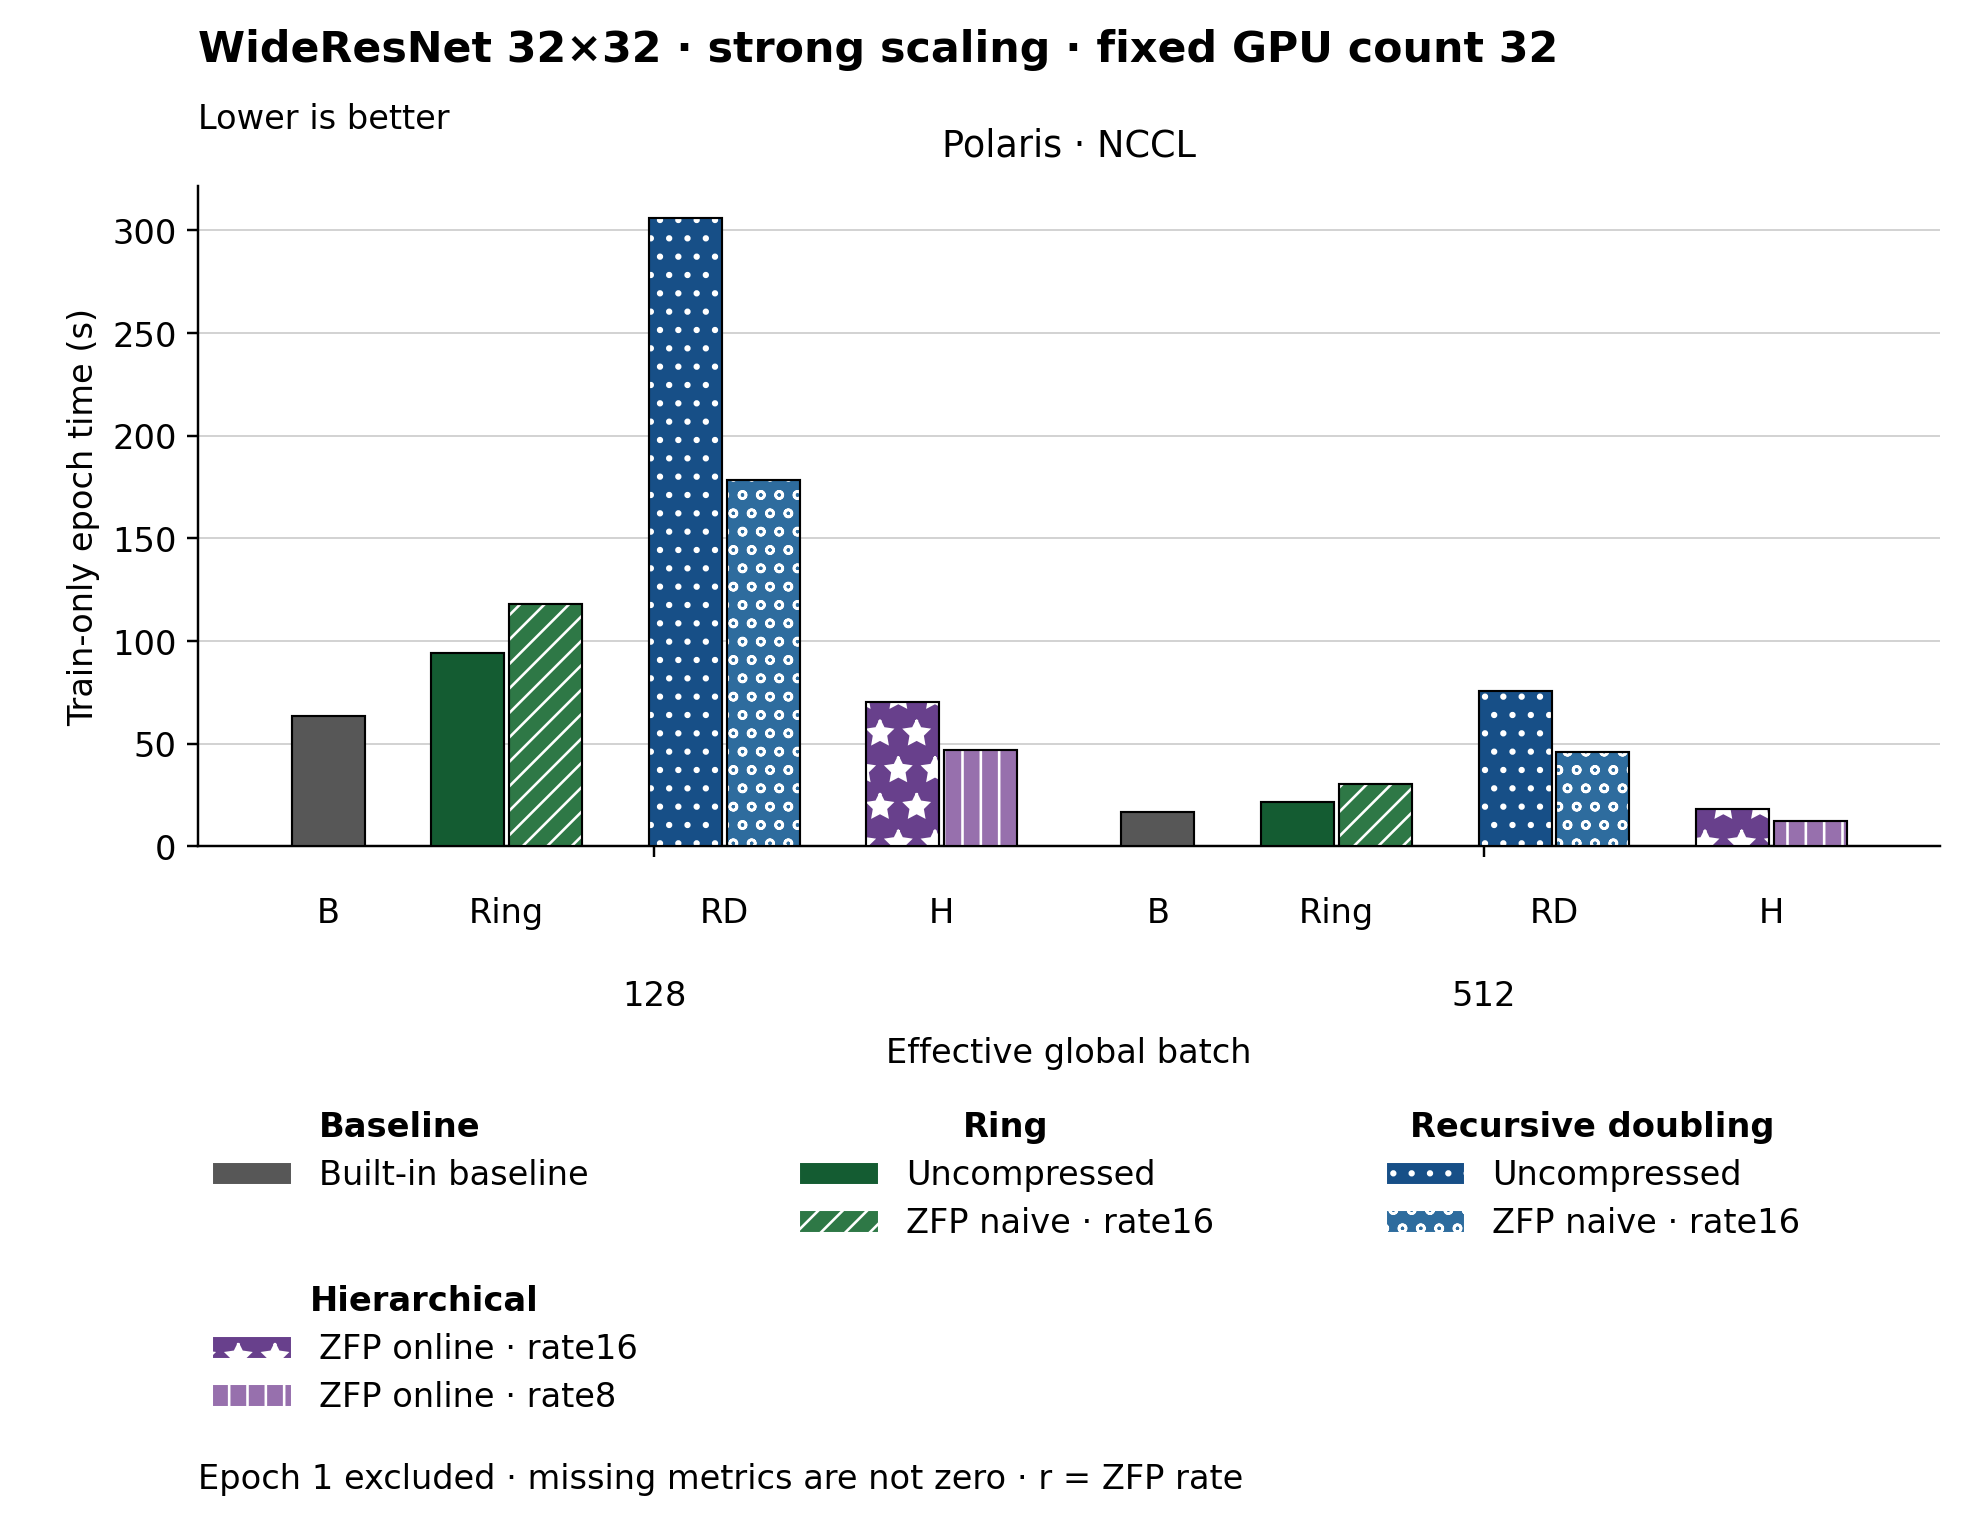 WideResNet 32×32 · strong scaling · fixed GPU count 32
Lower is better
Polaris · NCCL
Train-only epoch time (s)
300
250
200
150
100
50
0
B Ring RD H B Ring RD H
128 512
Effective global batch
Baseline Ring Recursive doubling
Built-in baseline Uncompressed Uncompressed
ZFP naive · rate16 ZFP naive · rate16
Hierarchical
ZFP online · rate16
ZFP online · rate8
Epoch 1 excluded · missing metrics are not zero · r = ZFP rate